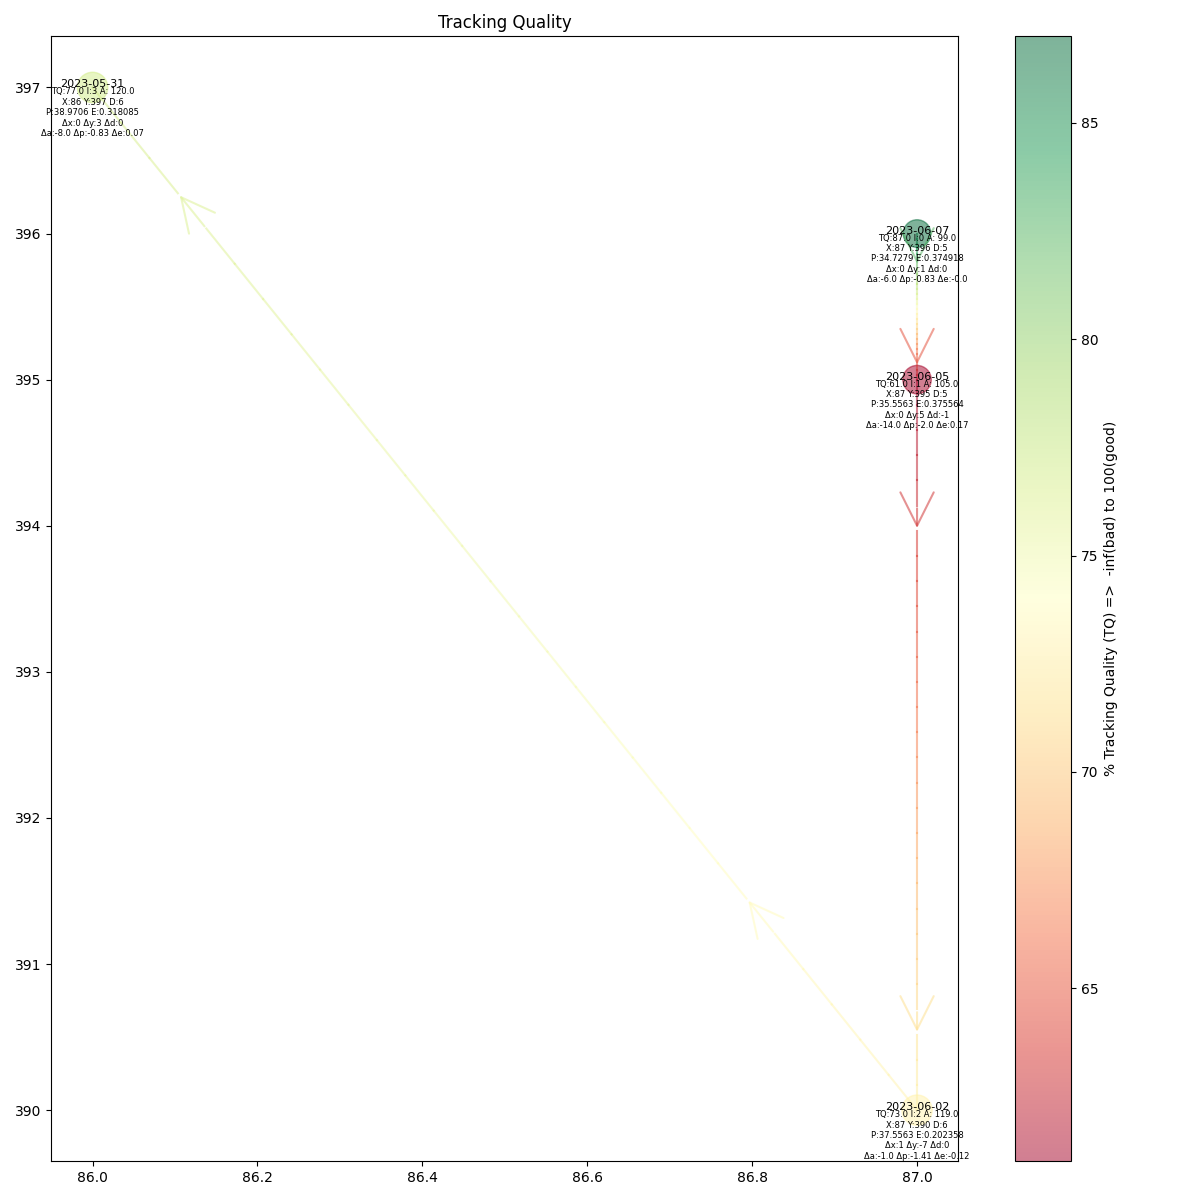 Tracking Quality
397
396
395
394
393
392
391
390
2023-05-31
TQ:77.0 I:3 A: 120.0
X:86 Y:397 D:6
P:38.9706 E:0.318085
Δx:0 Δy:3 Δd:0
Δa:-8.0 Δp:-0.83 Δe:0.07
2023-06-07
TQ:87.0 I:0 A: 99.0
X:87 Y:396 D:5
P:34.7279 E:0.374918
Δx:0 Δy:1 Δd:0
Δa:-6.0 Δp:-0.83 Δe:-0.0
2023-06-05
TQ:61.0 I:1 A: 105.0
X:87 Y:395 D:5
P:35.5563 E:0.375564
Δx:0 Δy:5 Δd:-1
Δa:-14.0 Δp:-2.0 Δe:0.17
2023-06-02
TQ:73.0 I:2 A: 119.0
X:87 Y:390 D:6
P:37.5563 E:0.202358
Δx:1 Δy:-7 Δd:0
Δa:-1.0 Δp:-1.41 Δe:-0.12
86.0 86.2 86.4 86.6 86.8 87.0
85
80
75
70
65
% Tracking Quality (TQ) =>  -inf(bad) to 100(good)